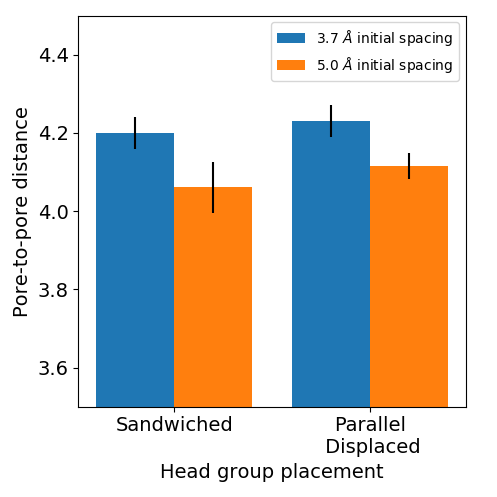 3.7 Å initial spacing
5.0 Å initial spacing
Pore-to-pore distance
4.4
4.2
4.0
3.8
3.6
Sandwiched
Parallel
Displaced
Head group placement